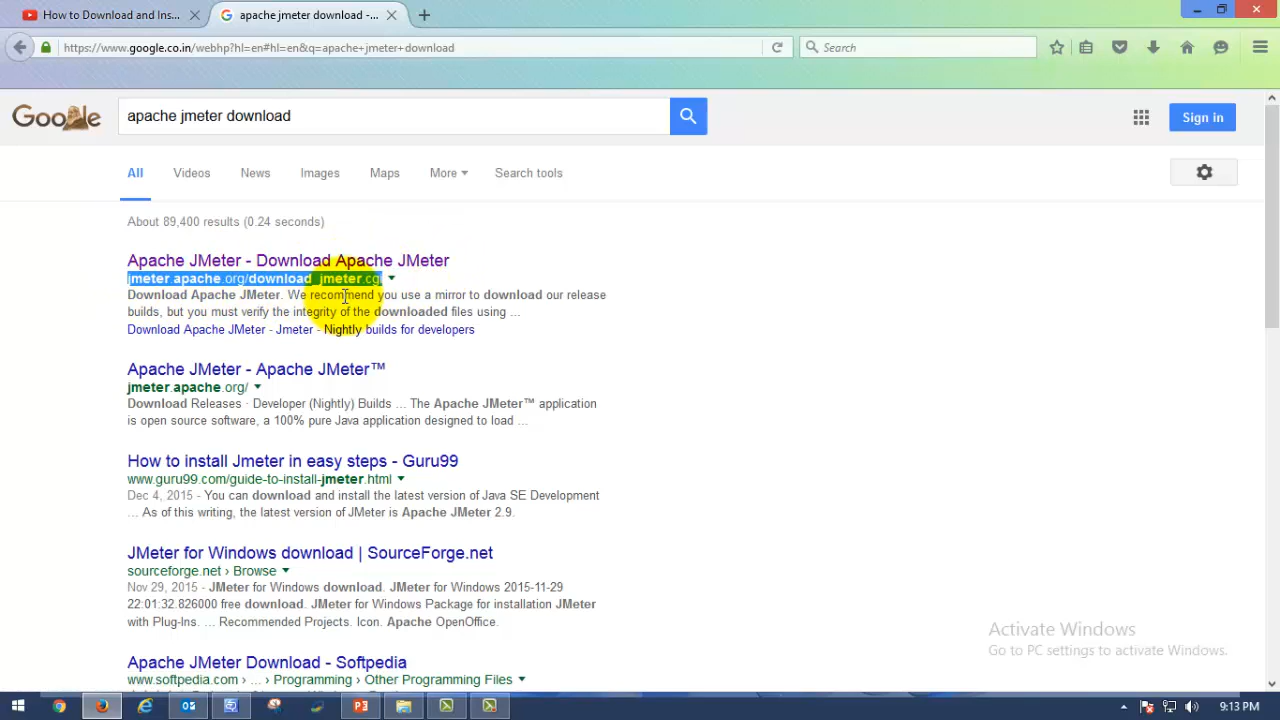 How to Download and Ins...
apache jmeter download -...
https://www.google.co.in/webhp?hl=en#hl=en&q=apache+jmeter+download
Search
Google
apache jmeter download
Sign in
All Videos News Images Maps More Search tools
About 89,400 results (0.24 seconds)
Apache JMeter - Download Apache JMeter
jmeter.apache.org/download_jmeter.cgi
Download Apache JMeter. We recommend you use a mirror to download our release
builds, but you must verify the integrity of the downloaded files using ...
Download Apache JMeter - Jmeter - Nightly builds for developers
Apache JMeter - Apache JMeter™
jmeter.apache.org/
Download Releases · Developer (Nightly) Builds ... The Apache JMeter™ application
is open source software, a 100% pure Java application designed to load ...
How to install Jmeter in easy steps - Guru99
www.guru99.com/guide-to-install-jmeter.html
Dec 4, 2015 - You can download and install the latest version of Java SE Development
... As of this writing, the latest version of JMeter is Apache JMeter 2.9.
JMeter for Windows download | SourceForge.net
sourceforge.net › Browse
Nov 29, 2015 - JMeter for Windows download. JMeter for Windows 2015-11-29
22:01:32.826000 free download. JMeter for Windows Package for installation JMeter
with Plug-Ins. ... Recommended Projects. Icon. Apache OpenOffice.
Activate Windows
Go to PC settings to activate Windows.
Apache JMeter Download - Softpedia
www.softpedia.com › ... › Programming › Other Programming Files
9:13 PM